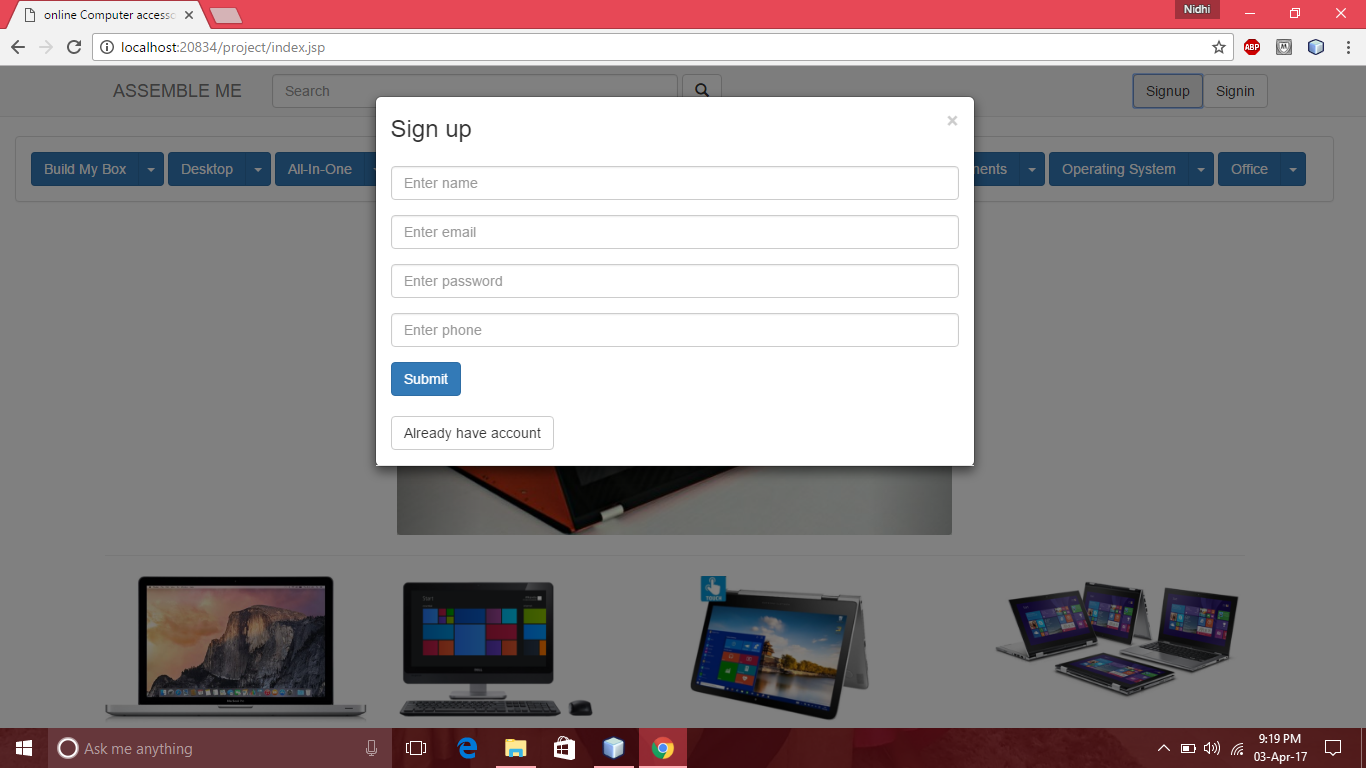 Nidhi
online Computer accesso
localhost:20834/project/index.jsp
ABP
ASSEMBLE ME
Search
Signup
Signin
Sign up
×
Build My Box
Desktop
All-In-One
nents
Operating System
Office
Enter name
Enter email
Enter password
Enter phone
Submit
Already have account
Start
TOUCH
Ask me anything
9:19 PM
03-Apr-17